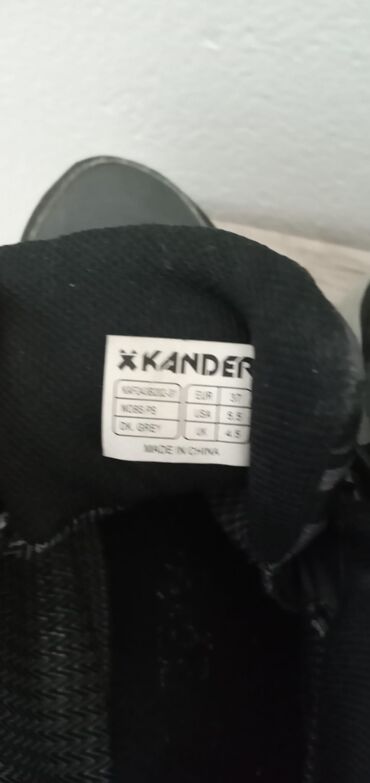 KANDER
EUR 37
NOBS PS USA 5.5
DK. GREY UK 4.5
MADE IN CHINA